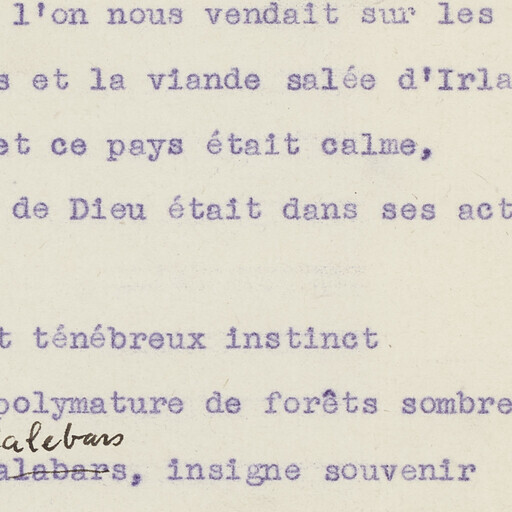 l'on nous vendait sur les
s et la viande salée d'Irla
et ce pays était calme,
de Dieu était dans ses act
t ténébreux instinct
polymature de forêts sombre
alebars
alabars, insigne souvenir